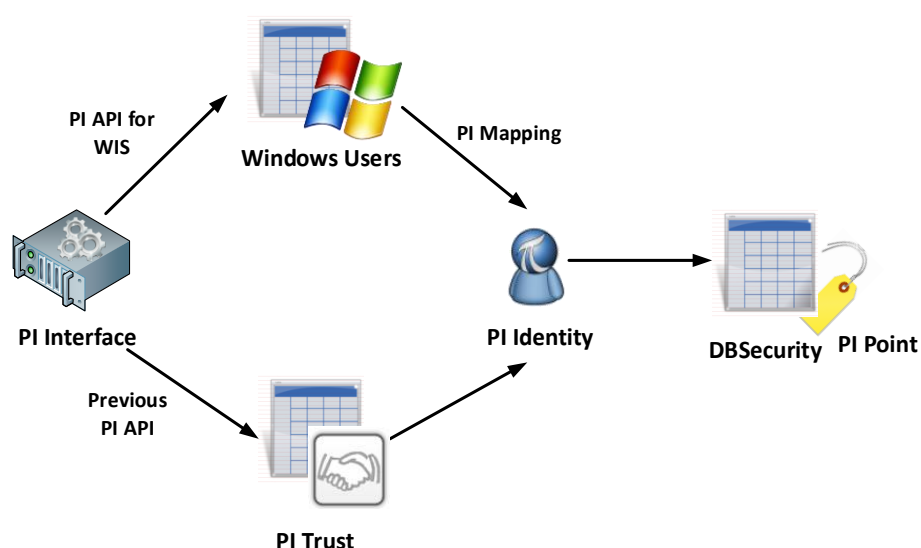 PI API for
WIS
Windows Users
PI Mapping
PI Interface
PI Identity
DBSecurity
PI Point
Previous
PI API
PI Trust